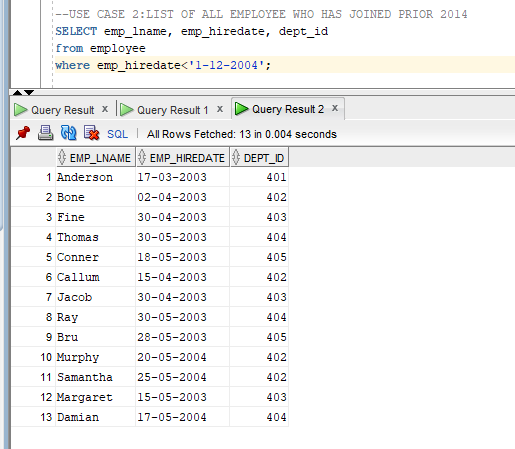 --USE CASE 2:LIST OF ALL EMPLOYEE WHO HAS JOINED PRIOR 2014
SELECT emp_lname, emp_hiredate, dept_id
from employee
where emp_hiredate<'1-12-2004';
Query Result x Query Result 1 x Query Result 2 x
SQL | All Rows Fetched: 13 in 0.004 seconds
EMP_LNAME EMP_HIREDATE DEPT_ID
1 Anderson 17-03-2003 401
2 Bone 02-04-2003 402
3 Fine 30-04-2003 403
4 Thomas 30-05-2003 404
5 Conner 18-05-2003 405
6 Callum 15-04-2003 402
7 Jacob 30-04-2003 403
8 Ray 30-05-2003 404
9 Bru 28-05-2003 405
10 Murphy 20-05-2004 402
11 Samantha 25-05-2004 402
12 Margaret 15-05-2003 403
13 Damian 17-05-2004 404